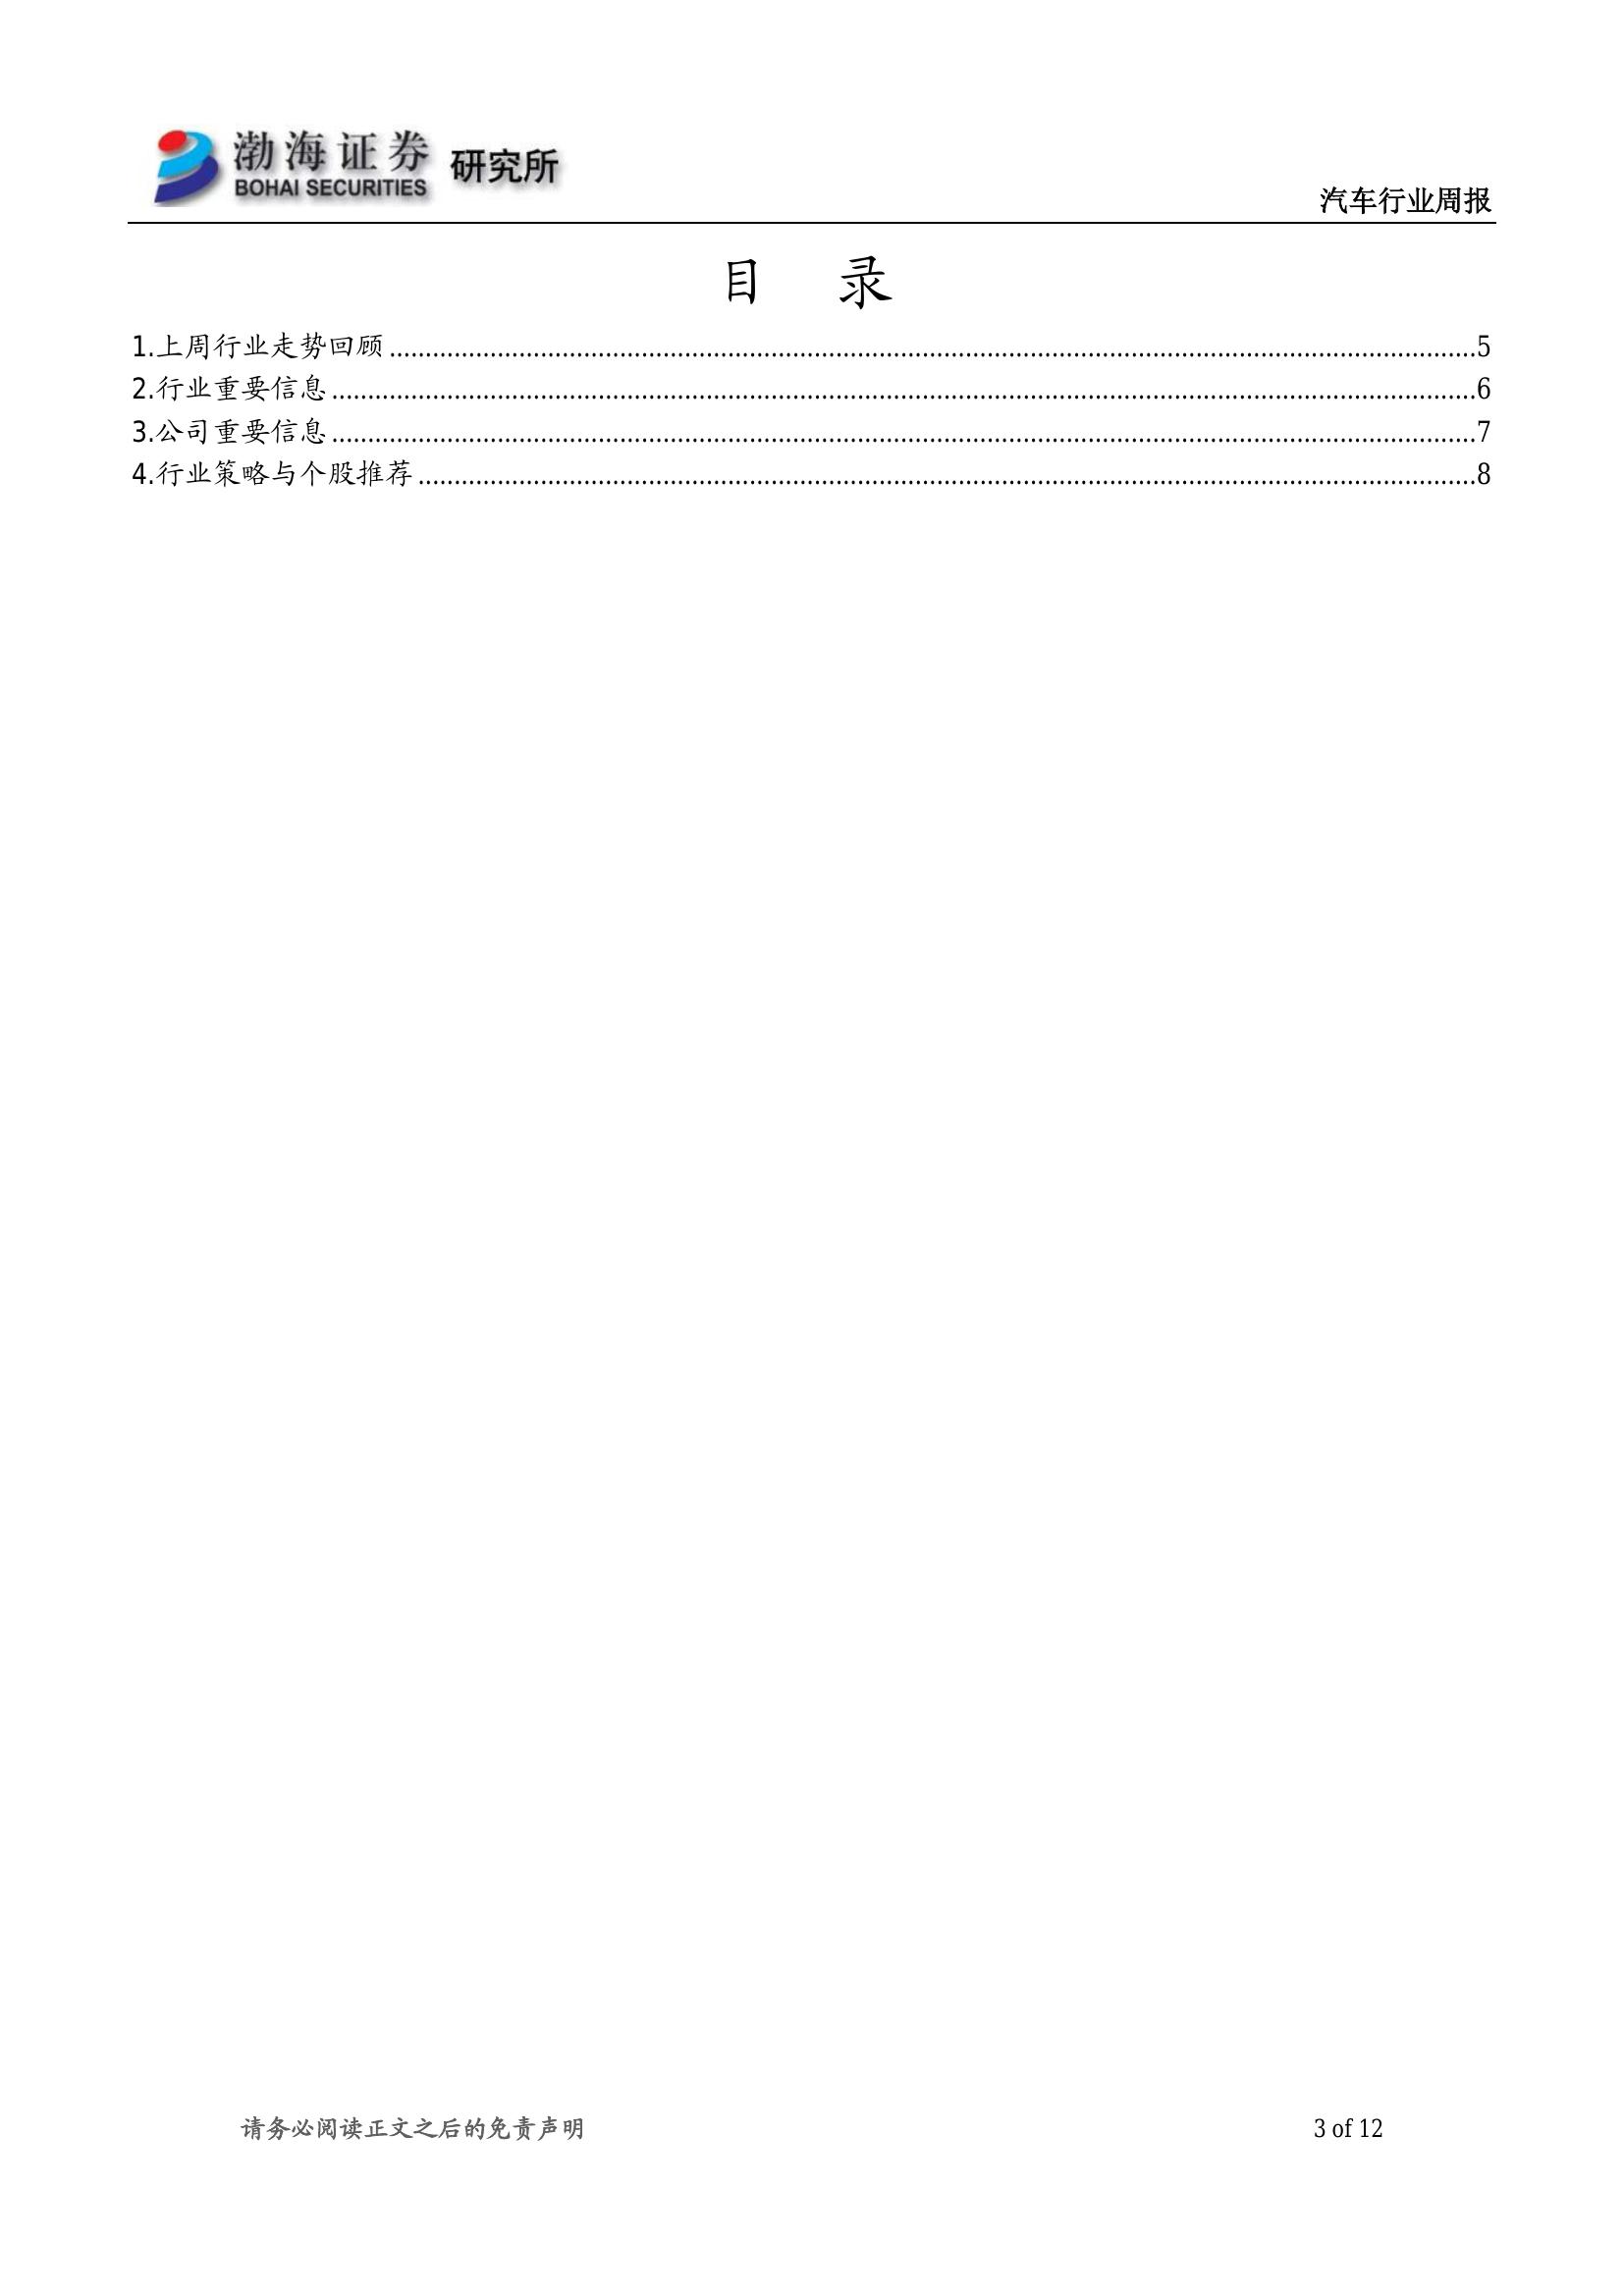 渤海证券 研究所
BOHAI SECURITIES
汽车行业周报
目 录
1.上周行业走势回顾........................................5
2.行业重要信息........................................6
3.公司重要信息........................................7
4.行业策略与个股推荐........................................8
请务必阅读正文之后的免责声明 3 of 12